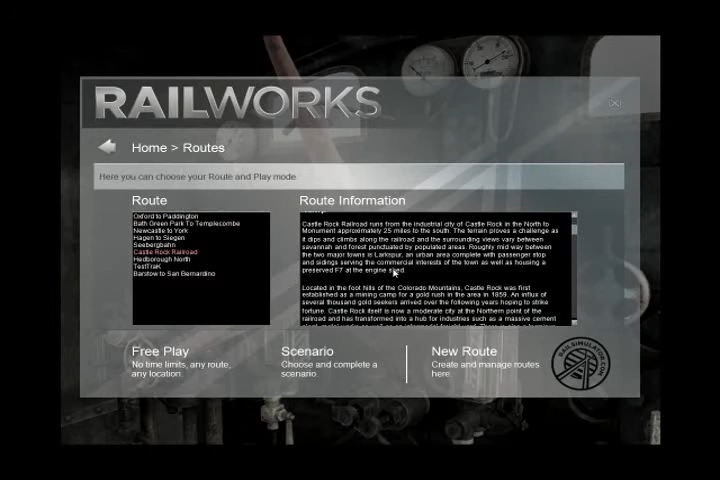 RAILWORKS
Home > Routes
Here you can choose your Route and Play mode
Route
Oxford to Paddington
Bath Green Park To Templecombe
Newcastle to York
Hagen to Siegen
Seebergbahn
Castle Rock Railroad
Hedborough North
TestTraK
Barstow to San Bernardino
Route Information
Castle Rock Railroad runs from the industrial city of Castle Rock in the North to
Monument approximately 25 miles to the south. The terrain proves a challenge as
it dips and climbs along the railroad and the surrounding views vary between
savannah and forest punctuated by populated areas. Roughly mid way between
the two major towns is Larkspur, an urban area complete with passenger stop
and sidings serving the commercial interests of the town as well as housing a
preserved F7 at the engine shed.
Located in the foot hills of the Colorado Mountains, Castle Rock was first
established as a mining camp for a gold rush in the area in 1859. An influx of
several thousand gold seekers arrived over the following years hoping to strike
fortune. Castle Rock itself is now a moderate city at the Northern point of the
railroad and has transformed into a hub for industries such as a massive cement
Free Play
No time limits, any route,
any location.
Scenario
Choose and complete a
scenario.
New Route
Create and manage routes
here.
RAILSIMULATOR.COM